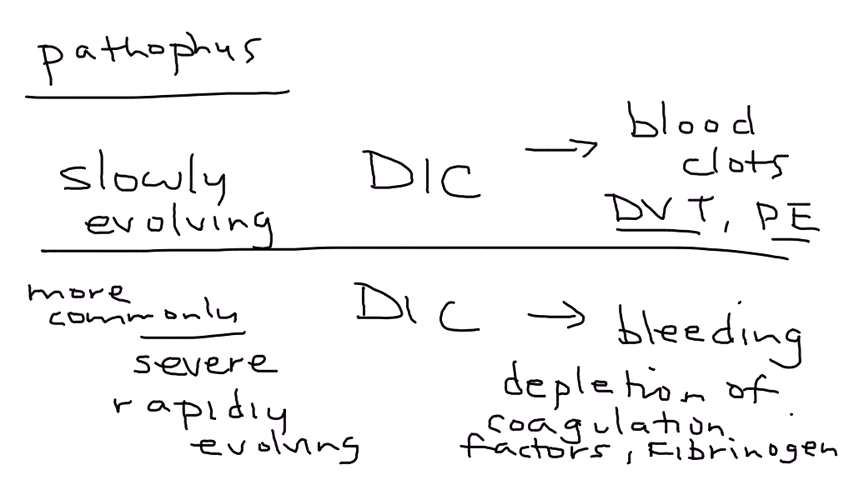 pathophys
slowly
evolving
DIC → blood
clots
DVT, PE
more
commonly
severe
rapidly
evolving
DIC → bleeding
depletion of
coagulation
factors, Fibrinogen